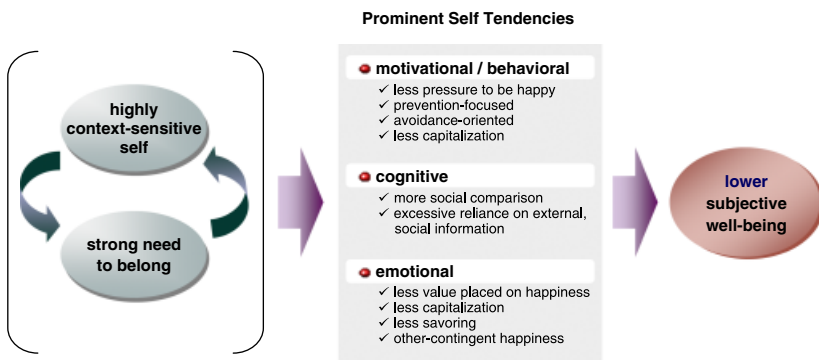 Prominent Self Tendencies
highly
context-sensitive
self
strong need
to belong
motivational / behavioral
✓ less pressure to be happy
✓ prevention-focused
✓ avoidance-oriented
✓ less capitalization
cognitive
✓ more social comparison
✓ excessive reliance on external,
social information
emotional
✓ less value placed on happiness
✓ less capitalization
✓ less savoring
✓ other-contingent happiness
lower
subjective
well-being